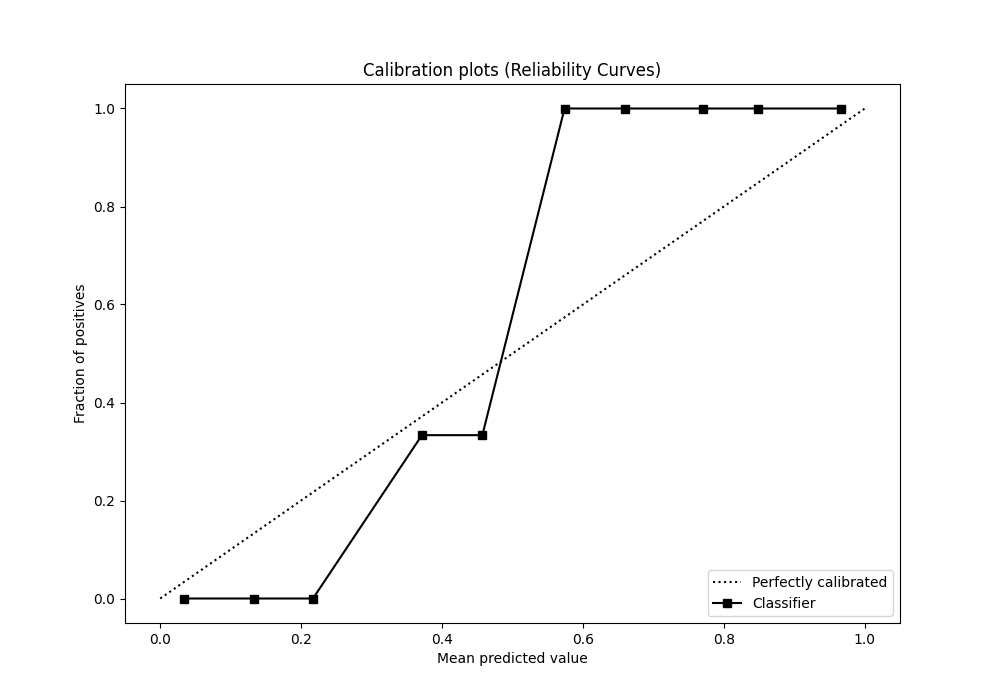 Calibration plots (Reliability Curves)
1.0
0.8
0.6
0.4
0.2
0.0
Fraction of positives
0.0 0.2 0.4 0.6 0.8 1.0
Mean predicted value
Perfectly calibrated
Classifier